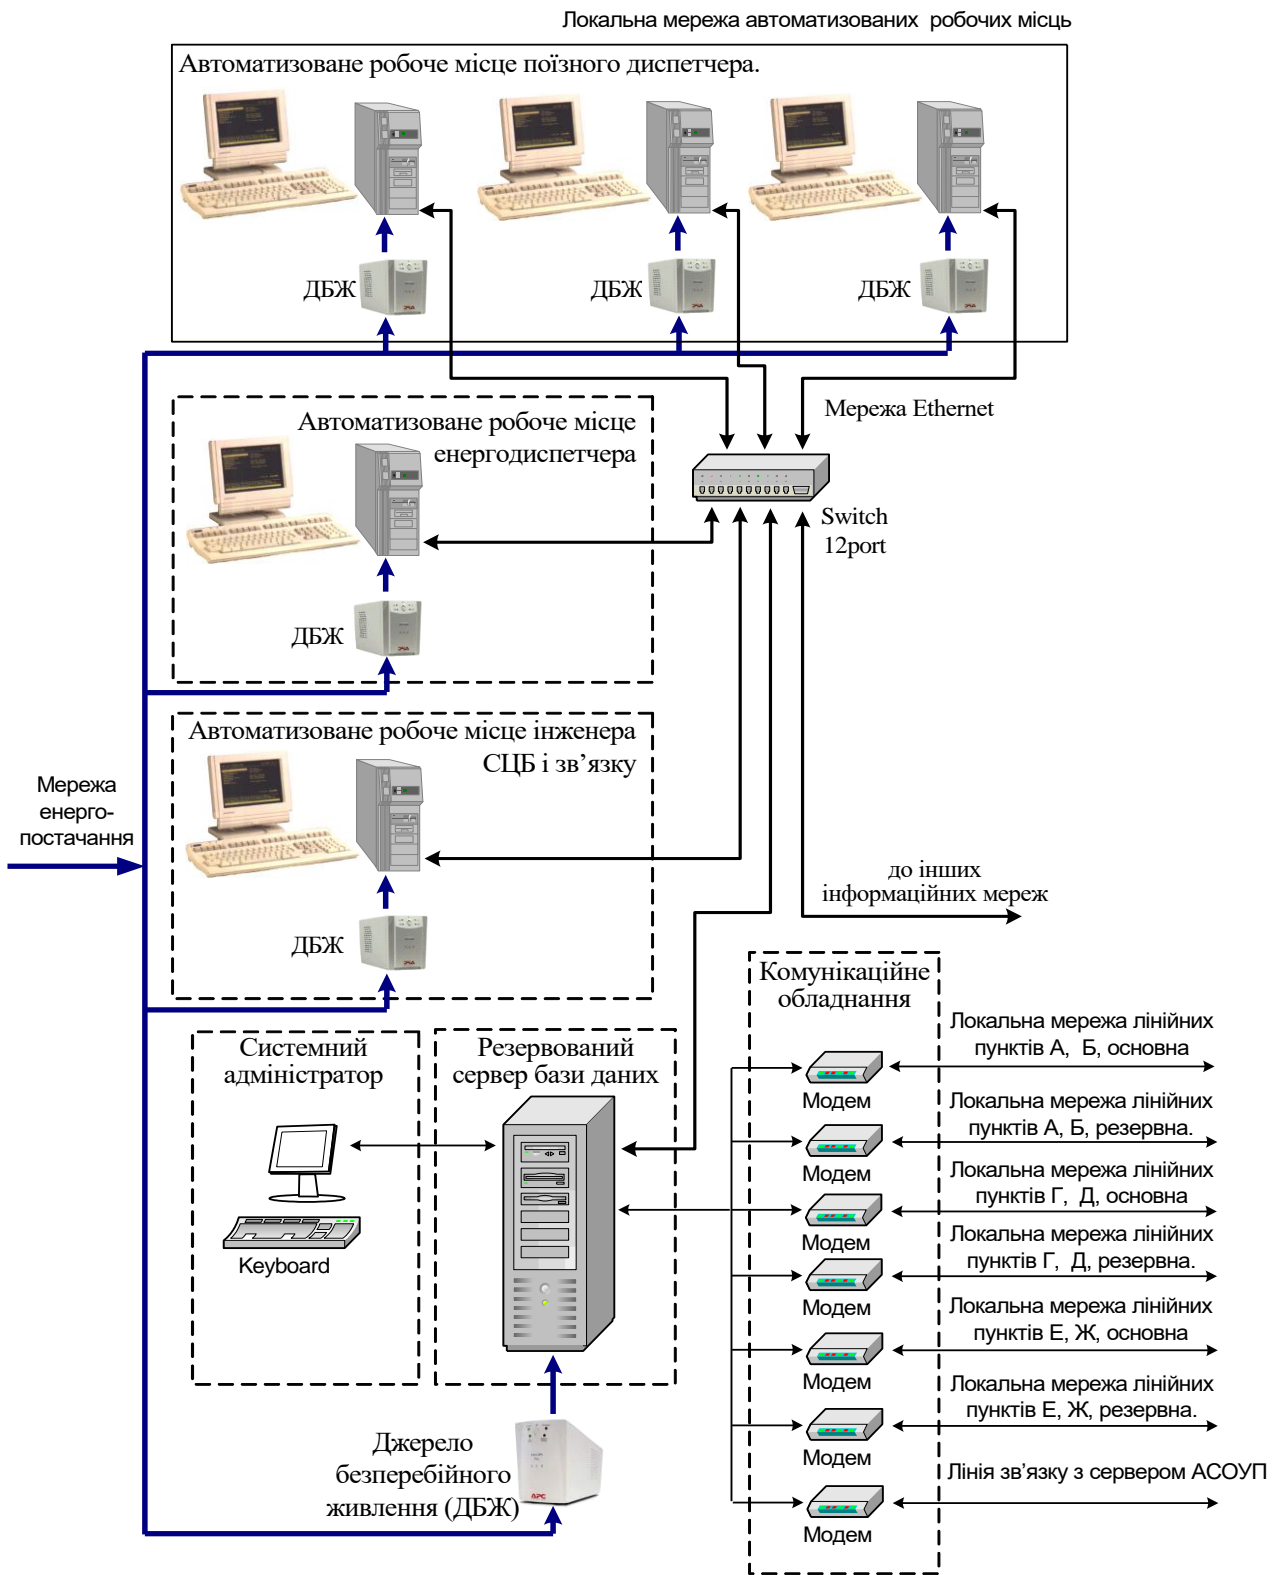 Локальна мережа автоматизованих робочих місць
Автоматизоване робоче місце поїзного диспетчера.
ДБЖ
ДБЖ
ДБЖ
Мережа Ethernet
Автоматизоване робоче місце
енергодиспетчера
Switch
12port
ДБЖ
Автоматизоване робоче місце інженера
СЦБ і зв’язку
Мережа
енерго-
постачання
ДБЖ
до інших
інформаційних мереж
Комунікаційне
обладнання
Системний
адміністратор
Keyboard
Резервований
сервер бази даних
Модем
Локальна мережа лінійних
пунктів А, Б, основна
Модем
Локальна мережа лінійних
пунктів А, Б, резервна.
Модем
Локальна мережа лінійних
пунктів Г, Д, основна
Модем
Локальна мережа лінійних
пунктів Г, Д, резервна.
Модем
Локальна мережа лінійних
пунктів Е, Ж, основна
Модем
Локальна мережа лінійних
пунктів Е, Ж, резервна.
Модем
Лінія зв’язку з сервером АСОУП
Джерело
безперебійного
живлення (ДБЖ)
APC